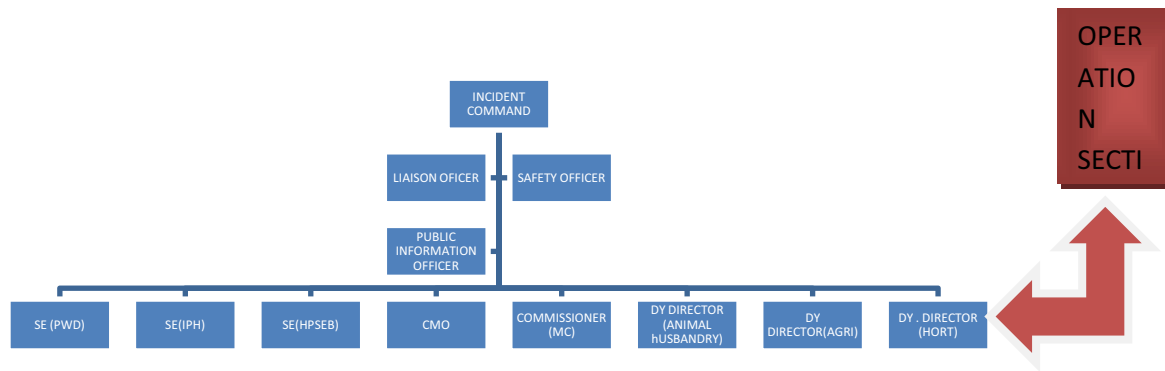 OPER
ATIO
N
SECTI
INCIDENT
COMMAND
LIAISON OFICER
SAFETY OFFICER
PUBLIC
INFORMATION
OFFICER
SE (PWD)
SE(IPH)
SE(HPSEB)
CMO
COMMISSIONER
(MC)
DY DIRECTOR
(ANIMAL
hUSBANDRY)
DY
DIRECTOR(AGRI)
DY . DIRECTOR
(HORT)